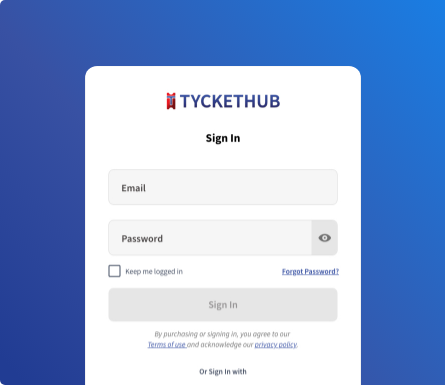 TYCKETHUB
Sign In
Email
Password
Keep me logged in
Forgot Password?
Sign In
By purchasing or signing in, you agree to our
Terms of use and acknowledge our privacy policy.
Or Sign In with